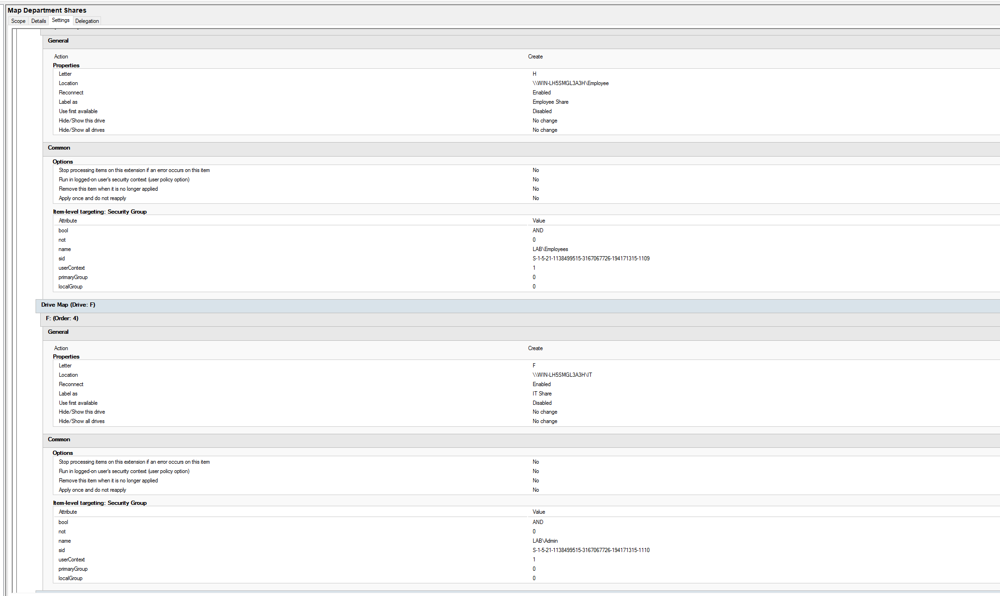 Map Department Shares
Scope Details Settings Delegation
General
Action Create
Properties
Letter H
Location \\WIN-LH5SMGL3A3H\Employee
Reconnect Enabled
Label as Employee Share
Use first available Disabled
Hide/Show this drive No change
Hide/Show all drives No change
Common
Options
Stop processing items on this extension if an error occurs on this item No
Run in logged-on user's security context (user policy option) No
Remove this item when it is no longer applied No
Apply once and do not reapply No
Item-level targeting: Security Group
Attribute Value
bool AND
not 0
name LAB\Employees
sid S-1-5-21-1138499515-3167067726-194171315-1109
userContext 1
primaryGroup 0
localGroup 0
Drive Map (Drive: F)
F: (Order: 4)
General
Action Create
Properties
Letter F
Location \\WIN-LH5SMGL3A3H\IT
Reconnect Enabled
Label as IT Share
Use first available Disabled
Hide/Show this drive No change
Hide/Show all drives No change
Common
Options
Stop processing items on this extension if an error occurs on this item No
Run in logged-on user's security context (user policy option) No
Remove this item when it is no longer applied No
Apply once and do not reapply No
Item-level targeting: Security Group
Attribute Value
bool AND
not 0
name LAB\Admin
sid S-1-5-21-1138499515-3167067726-194171315-1110
userContext 1
primaryGroup 0
localGroup 0